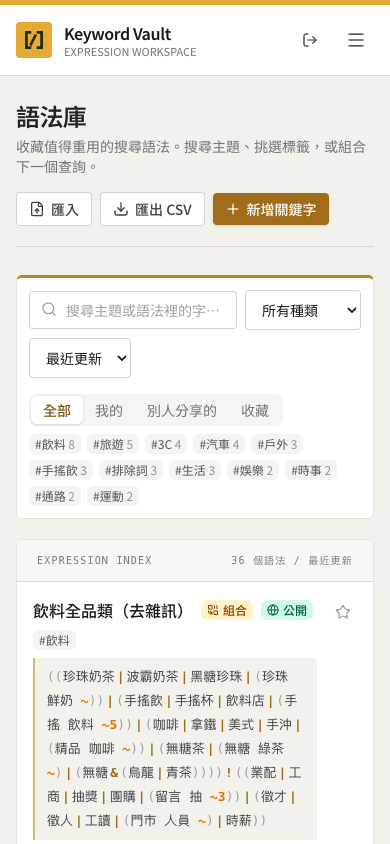 [/]
Keyword Vault
EXPRESSION WORKSPACE
語法庫
收藏值得重用的搜尋語法。搜尋主題、挑選標籤，或組合
下一個查詢。
匯入 匯出 CSV + 新增關鍵字
搜尋主題或語法裡的字… 所有種類
最近更新
全部 我的 別人分享的 收藏
#飲料 8 #旅遊 5 #3C 4 #汽車 4 #戶外 3
#手搖飲 3 #排除詞 3 #生活 3 #娛樂 2 #時事 2
#通路 2 #運動 2
EXPRESSION INDEX 36 個語法 / 最近更新
飲料全品類（去雜訊） 組合 公開
#飲料
((珍珠奶茶|波霸奶茶|黑糖珍珠|(珍珠
鮮奶 ~))|(手搖飲|手搖杯|飲料店|(手
搖 飲料 ~5))|(咖啡|拿鐵|美式|手沖|
(精品 咖啡 ~))|(無糖茶|(無糖 綠茶
~)|(無糖&(烏龍|青茶))))!((業配|工
商|抽獎|團購|(留言 抽 ~3))|(徵才|
徵人|工讀|(門市 人員 ~)|時薪))